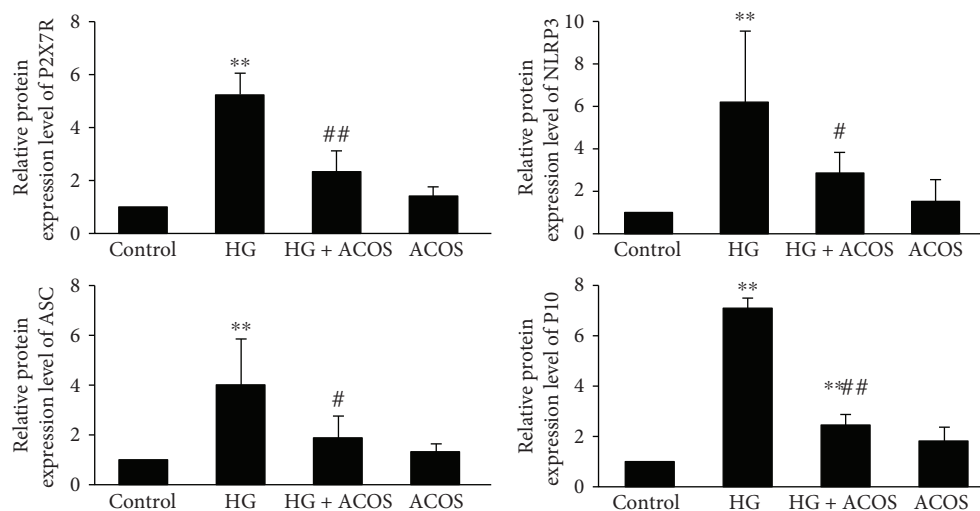 Relative protein
expression level of P2X7R
8
6
4
2
0
**
##
Control HG HG + ACOS ACOS
Relative protein
expression level of NLRP3
10
8
6
4
2
0
**
#
Control HG HG + ACOS ACOS
Relative protein
expression level of ASC
8
6
4
2
0
**
#
Control HG HG + ACOS ACOS
Relative protein
expression level of P10
8
6
4
2
0
**
**##
Control HG HG + ACOS ACOS